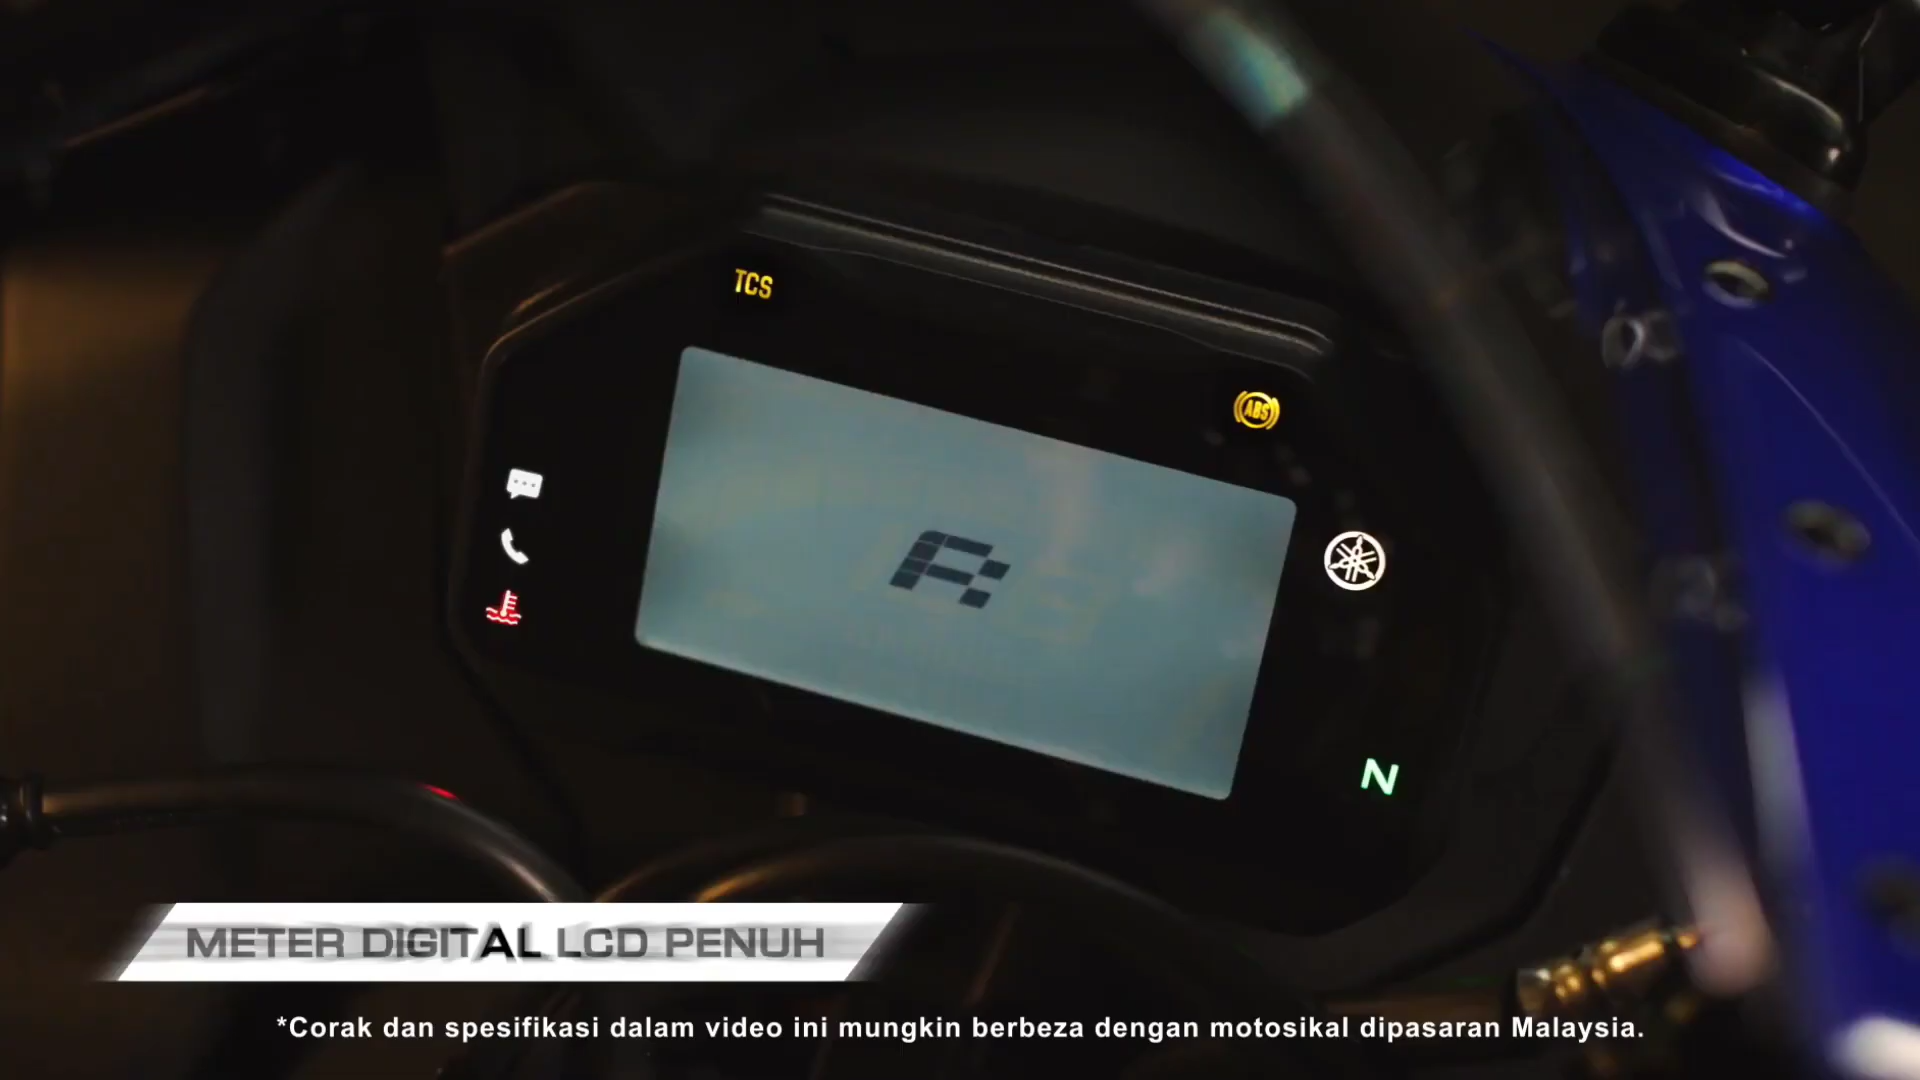 TCS
ABS
R
N
METER DIGITAL LCD PENUH
*Corak dan spesifikasi dalam video ini mungkin berbeza dengan motosikal dipasaran Malaysia.